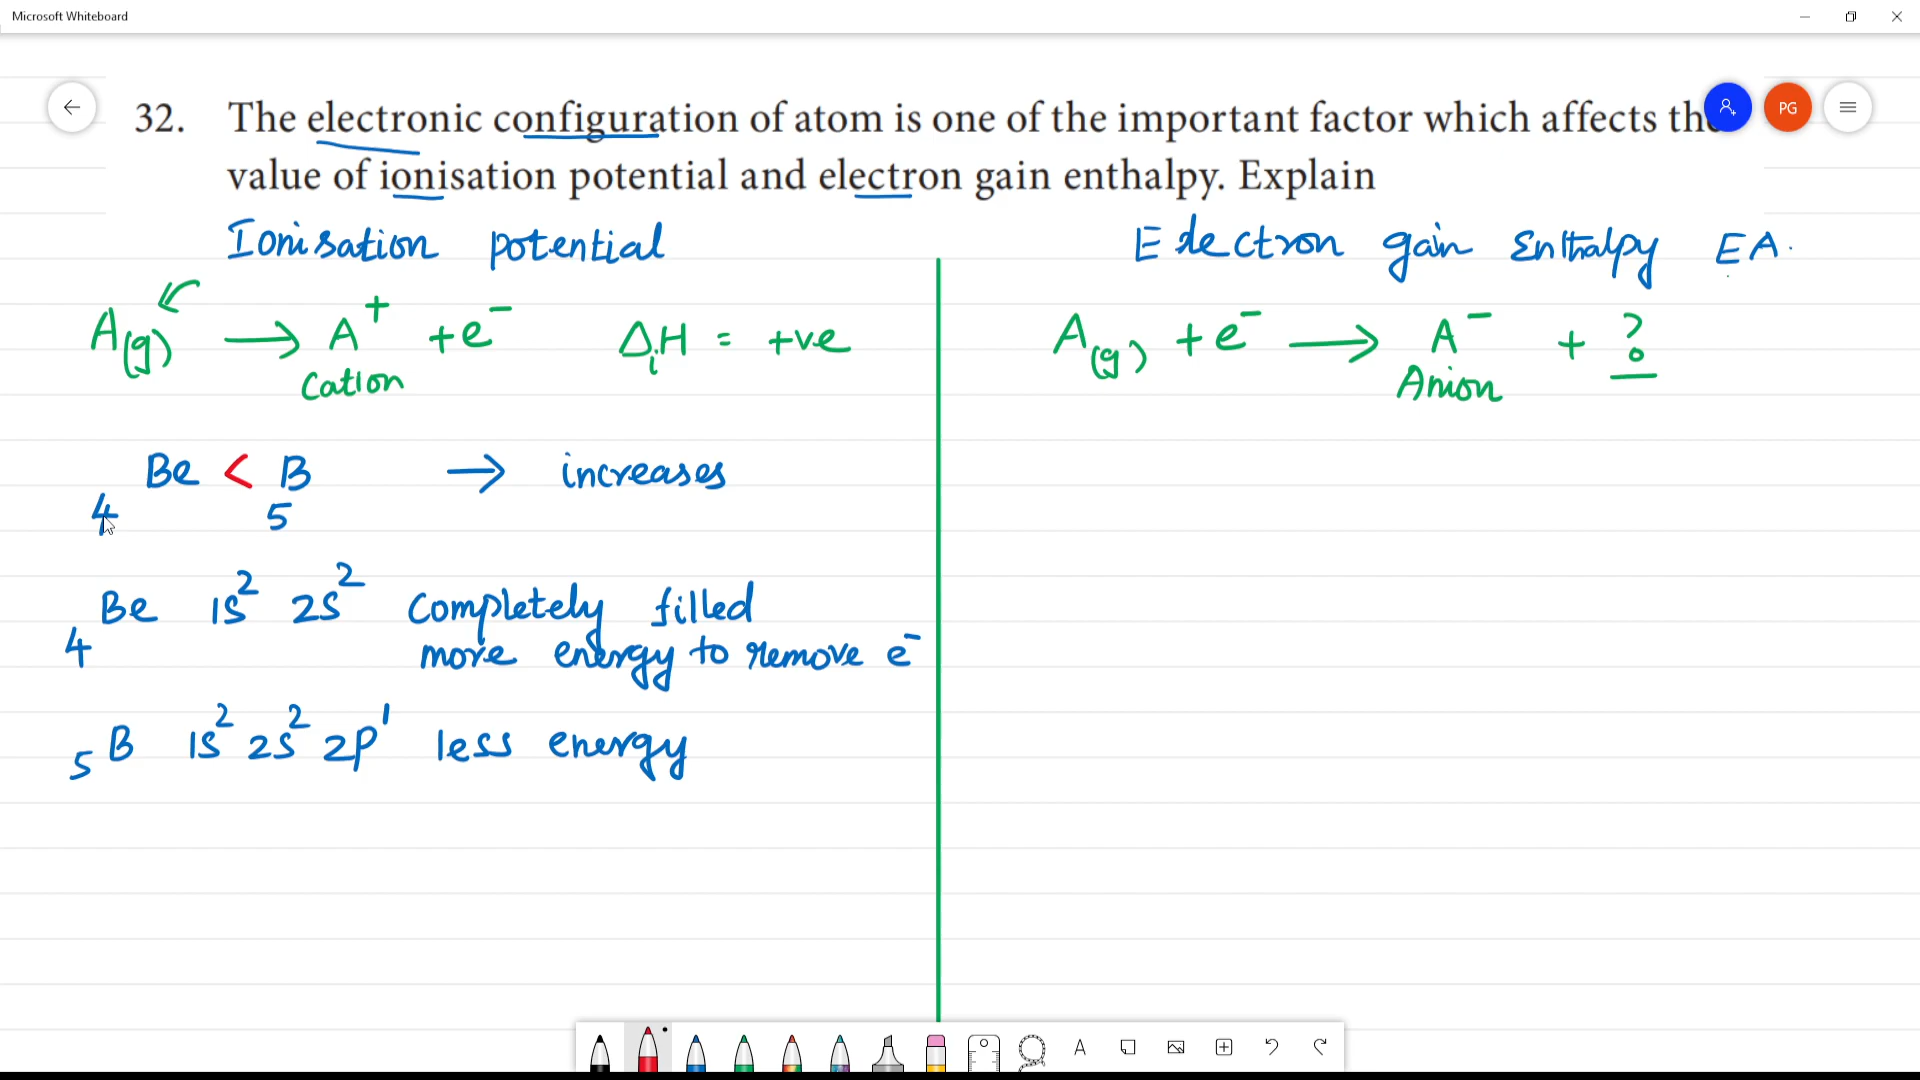 Microsoft Whiteboard
32. The electronic configuration of atom is one of the important factor which affects the
PG
value of ionisation potential and electron gain enthalpy. Explain
Ionisation potential
A(g) → A⁺ + e⁻ ΔᵢH = +ve
Cation
Be < B → increases
4 5
4Be 1s² 2s² completely filled
more energy to remove e⁻
5B 1s² 2s² 2p¹ less energy
Electron gain Enthalpy EA.
A(g) + e⁻ → A⁻ + ?
Anion
A